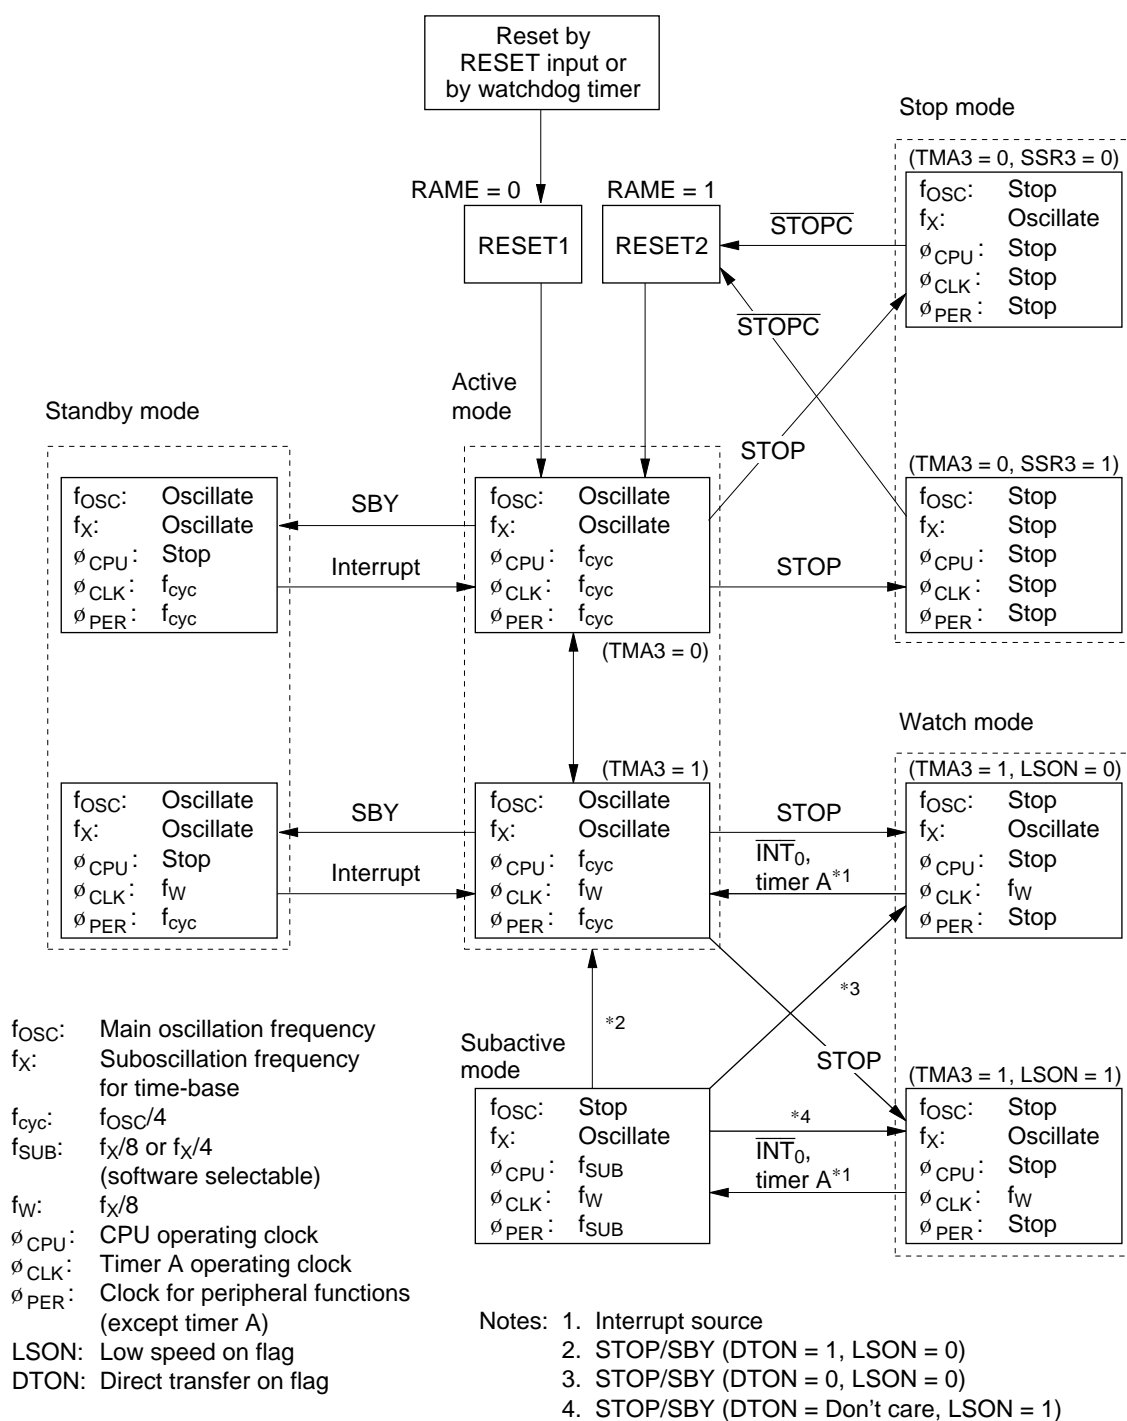 Reset by
RESET input or
by watchdog timer
Stop mode
RAME = 0
RAME = 1
(TMA3 = 0, SSR3 = 0)
RESET1
RESET2
STOPC
fOSC: Stop
fX: Oscillate
øCPU: Stop
øCLK: Stop
øPER: Stop
STOPC
Active
mode
Standby mode
STOP
(TMA3 = 0, SSR3 = 1)
fOSC: Oscillate
fX: Oscillate
øCPU: Stop
øCLK: fcyc
øPER: fcyc
SBY
Interrupt
fOSC: Oscillate
fX: Oscillate
øCPU: fcyc
øCLK: fcyc
øPER: fcyc
STOP
fOSC: Stop
fX: Stop
øCPU: Stop
øCLK: Stop
øPER: Stop
(TMA3 = 0)
Watch mode
(TMA3 = 1)
(TMA3 = 1, LSON = 0)
fOSC: Oscillate
fX: Oscillate
øCPU: Stop
øCLK: fW
øPER: fcyc
SBY
Interrupt
fOSC: Oscillate
fX: Oscillate
øCPU: fcyc
øCLK: fW
øPER: fcyc
STOP
INT0,
timer A*1
fOSC: Stop
fX: Oscillate
øCPU: Stop
øCLK: fW
øPER: Stop
*2
*3
STOP
Subactive
mode
(TMA3 = 1, LSON = 1)
fOSC: Stop
fX: Oscillate
øCPU: fSUB
øCLK: fW
øPER: fSUB
*4
INT0,
timer A*1
fOSC: Stop
fX: Oscillate
øCPU: Stop
øCLK: fW
øPER: Stop
fOSC: Main oscillation frequency
fX: Suboscillation frequency
for time-base
fcyc: fOSC/4
fSUB: fX/8 or fX/4
(software selectable)
fW: fX/8
øCPU: CPU operating clock
øCLK: Timer A operating clock
øPER: Clock for peripheral functions
(except timer A)
LSON: Low speed on flag
DTON: Direct transfer on flag
Notes: 1. Interrupt source
2. STOP/SBY (DTON = 1, LSON = 0)
3. STOP/SBY (DTON = 0, LSON = 0)
4. STOP/SBY (DTON = Don't care, LSON = 1)